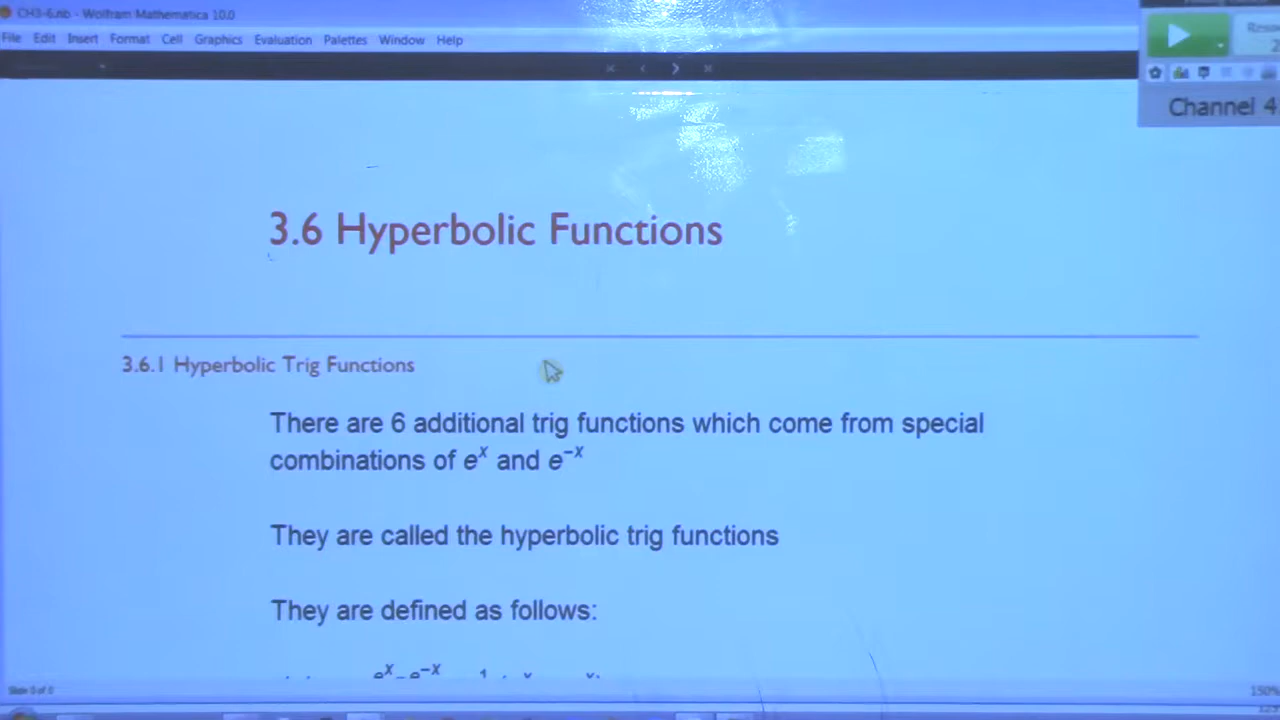 CH3-6.nb - Wolfram Mathematica 10.0
File Edit Insert Format Cell Graphics Evaluation Palettes Window Help
Channel 4
3.6 Hyperbolic Functions
3.6.1 Hyperbolic Trig Functions
There are 6 additional trig functions which come from special
combinations of eˣ and e⁻ˣ
They are called the hyperbolic trig functions
They are defined as follows:
150%